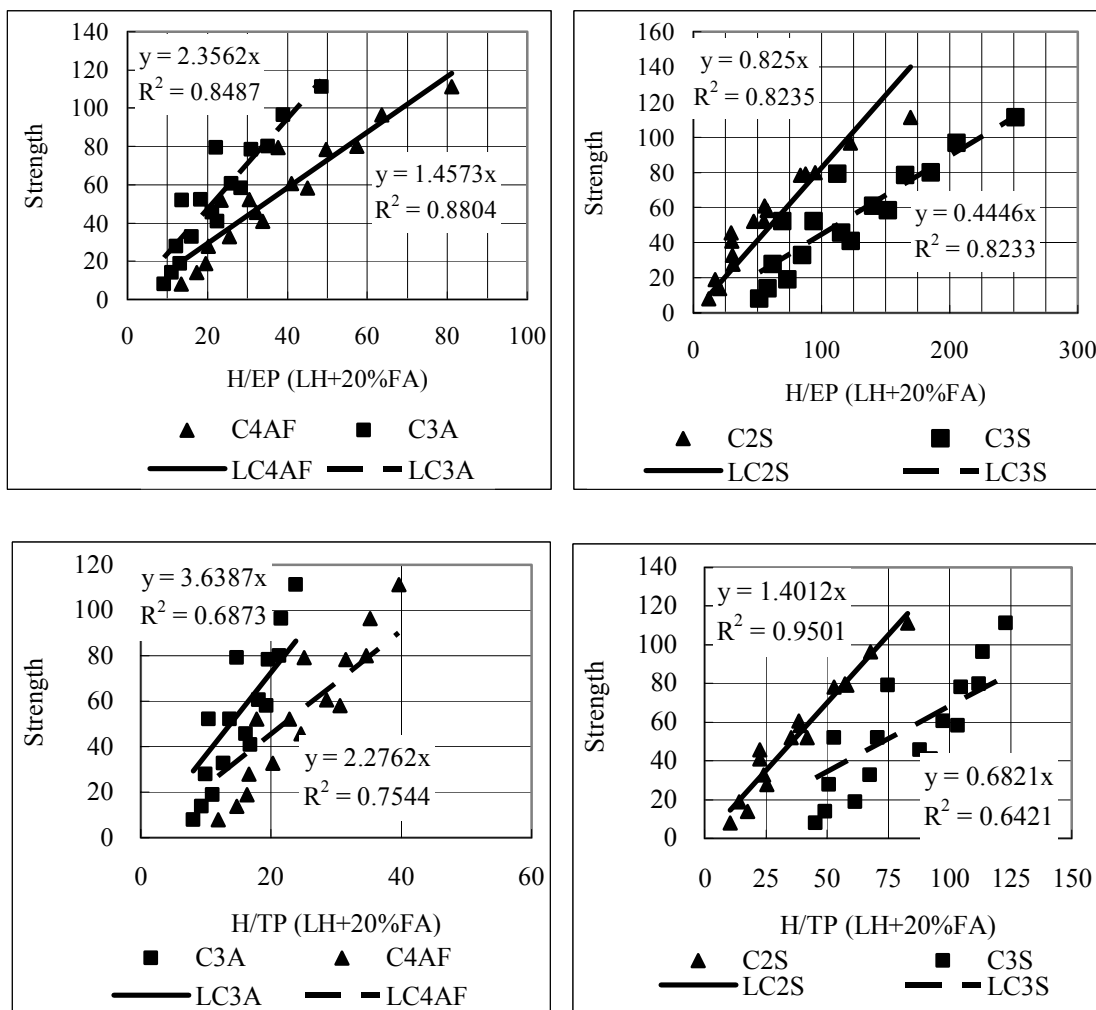 140
120
100
80
60
40
20
0
Strength
y = 2.3562x
R² = 0.8487
1.4573x
R² = 0.8804
0 20 40 60 80 100
H/EP (LH+20%FA)
C4AF C3A
LC4AF LC3A
160
140
120
100
80
60
40
20
0
Strength
y = 0.825x
R² = 0.8235
y = 0.4446x
R² = 0.8233
0 100 200 300
H/EP (LH+20%FA)
C2S C3S
LC2S LC3S
120
100
80
60
40
20
0
Strength
y = 3.6387x
R² = 0.6873
y = 2.2762x
R² = 0.7544
0 20 40 60
H/TP (LH+20%FA)
C3A C4AF
LC3A LC4AF
140
120
100
80
60
40
20
0
Strength
y = 1.4012x
R² = 0.9501
y = 0.6821x
R² = 0.6421
0 25 50 75 100 125 150
H/TP (LH+20%FA)
C2S C3S
LC2S LC3S